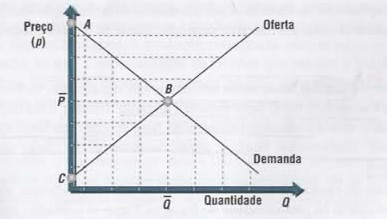 Preço
(p)
A
Oferta
P̅
B
C
Demanda
Q̅
Quantidade
Q